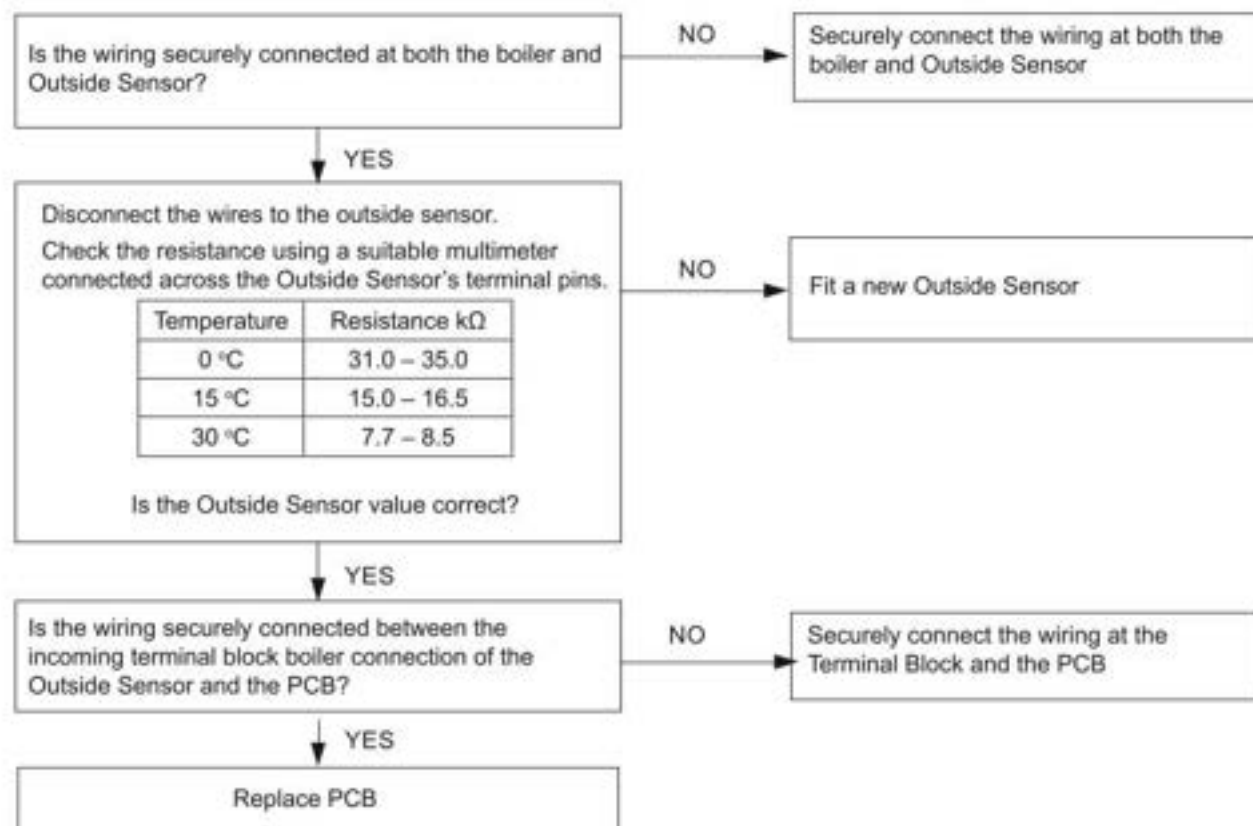 Is the wiring securely connected at both the boiler and
Outside Sensor?
NO
Securely connect the wiring at both the
boiler and Outside Sensor
YES
Disconnect the wires to the outside sensor.
Check the resistance using a suitable multimeter
connected across the Outside Sensor's terminal pins.
NO
Fit a new Outside Sensor
Temperature Resistance kΩ
0 °C 31.0 – 35.0
15 °C 15.0 – 16.5
30 °C 7.7 – 8.5
Is the Outside Sensor value correct?
YES
Is the wiring securely connected between the
incoming terminal block boiler connection of the
Outside Sensor and the PCB?
NO
Securely connect the wiring at the
Terminal Block and the PCB
YES
Replace PCB